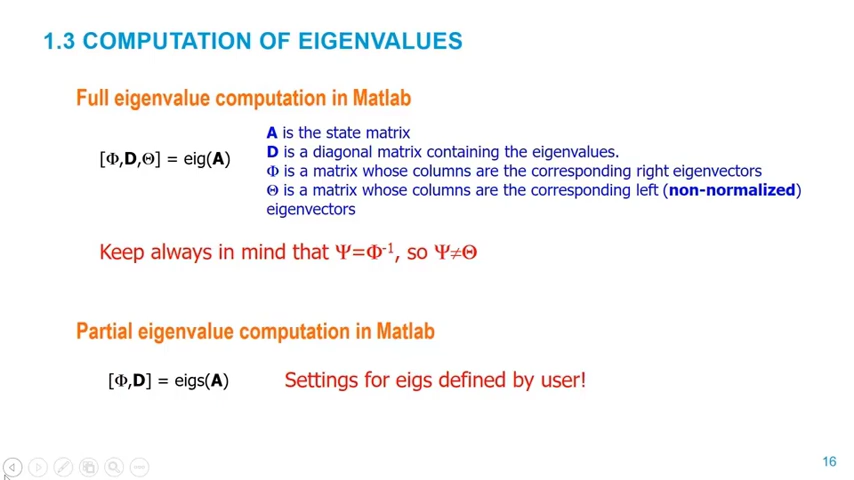 1.3 COMPUTATION OF EIGENVALUES
Full eigenvalue computation in Matlab
[Φ,D,Θ] = eig(A)
A is the state matrix
D is a diagonal matrix containing the eigenvalues.
Φ is a matrix whose columns are the corresponding right eigenvectors
Θ is a matrix whose columns are the corresponding left (non-normalized)
eigenvectors
Keep always in mind that Ψ=Φ⁻¹, so Ψ≠Θ
Partial eigenvalue computation in Matlab
[Φ,D] = eigs(A)
Settings for eigs defined by user!
16